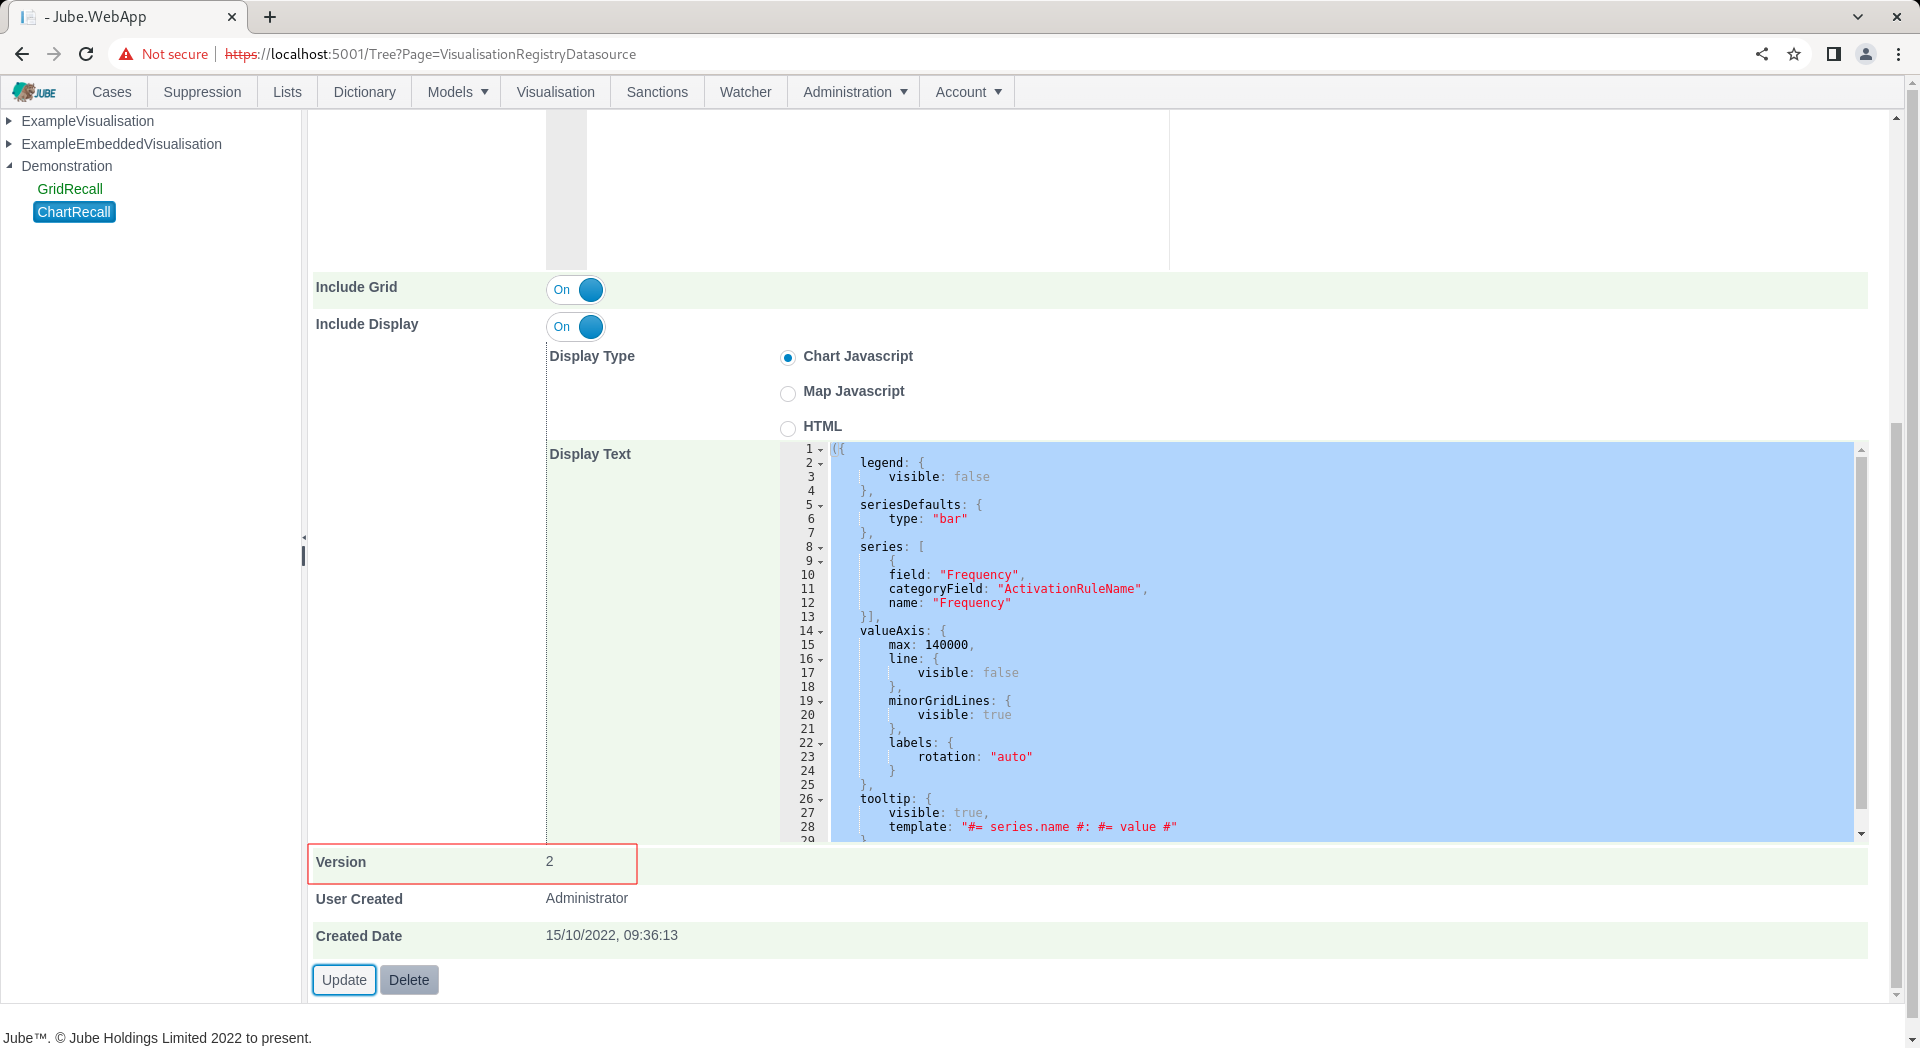 - Jube.WebApp
Not secure https://localhost:5001/Tree?Page=VisualisationRegistryDatasource
JUBE Cases Suppression Lists Dictionary Models Visualisation Sanctions Watcher Administration Account
ExampleVisualisation
ExampleEmbeddedVisualisation
Demonstration
GridRecall
ChartRecall
Include Grid On
Include Display On
Display Type Chart Javascript
Map Javascript
HTML
Display Text
1 ({
2 legend: {
3 visible: false
4 },
5 seriesDefaults: {
6 type: "bar"
7 },
8 series: [
9 {
10 field: "Frequency",
11 categoryField: "ActivationRuleName",
12 name: "Frequency"
13 }],
14 valueAxis: {
15 max: 140000,
16 line: {
17 visible: false
18 },
19 minorGridLines: {
20 visible: true
21 },
22 labels: {
23 rotation: "auto"
24 }
25 },
26 tooltip: {
27 visible: true,
28 template: "#= series.name #: #= value #"
29 }
Version 2
User Created Administrator
Created Date 15/10/2022, 09:36:13
Update Delete
Jube™. © Jube Holdings Limited 2022 to present.